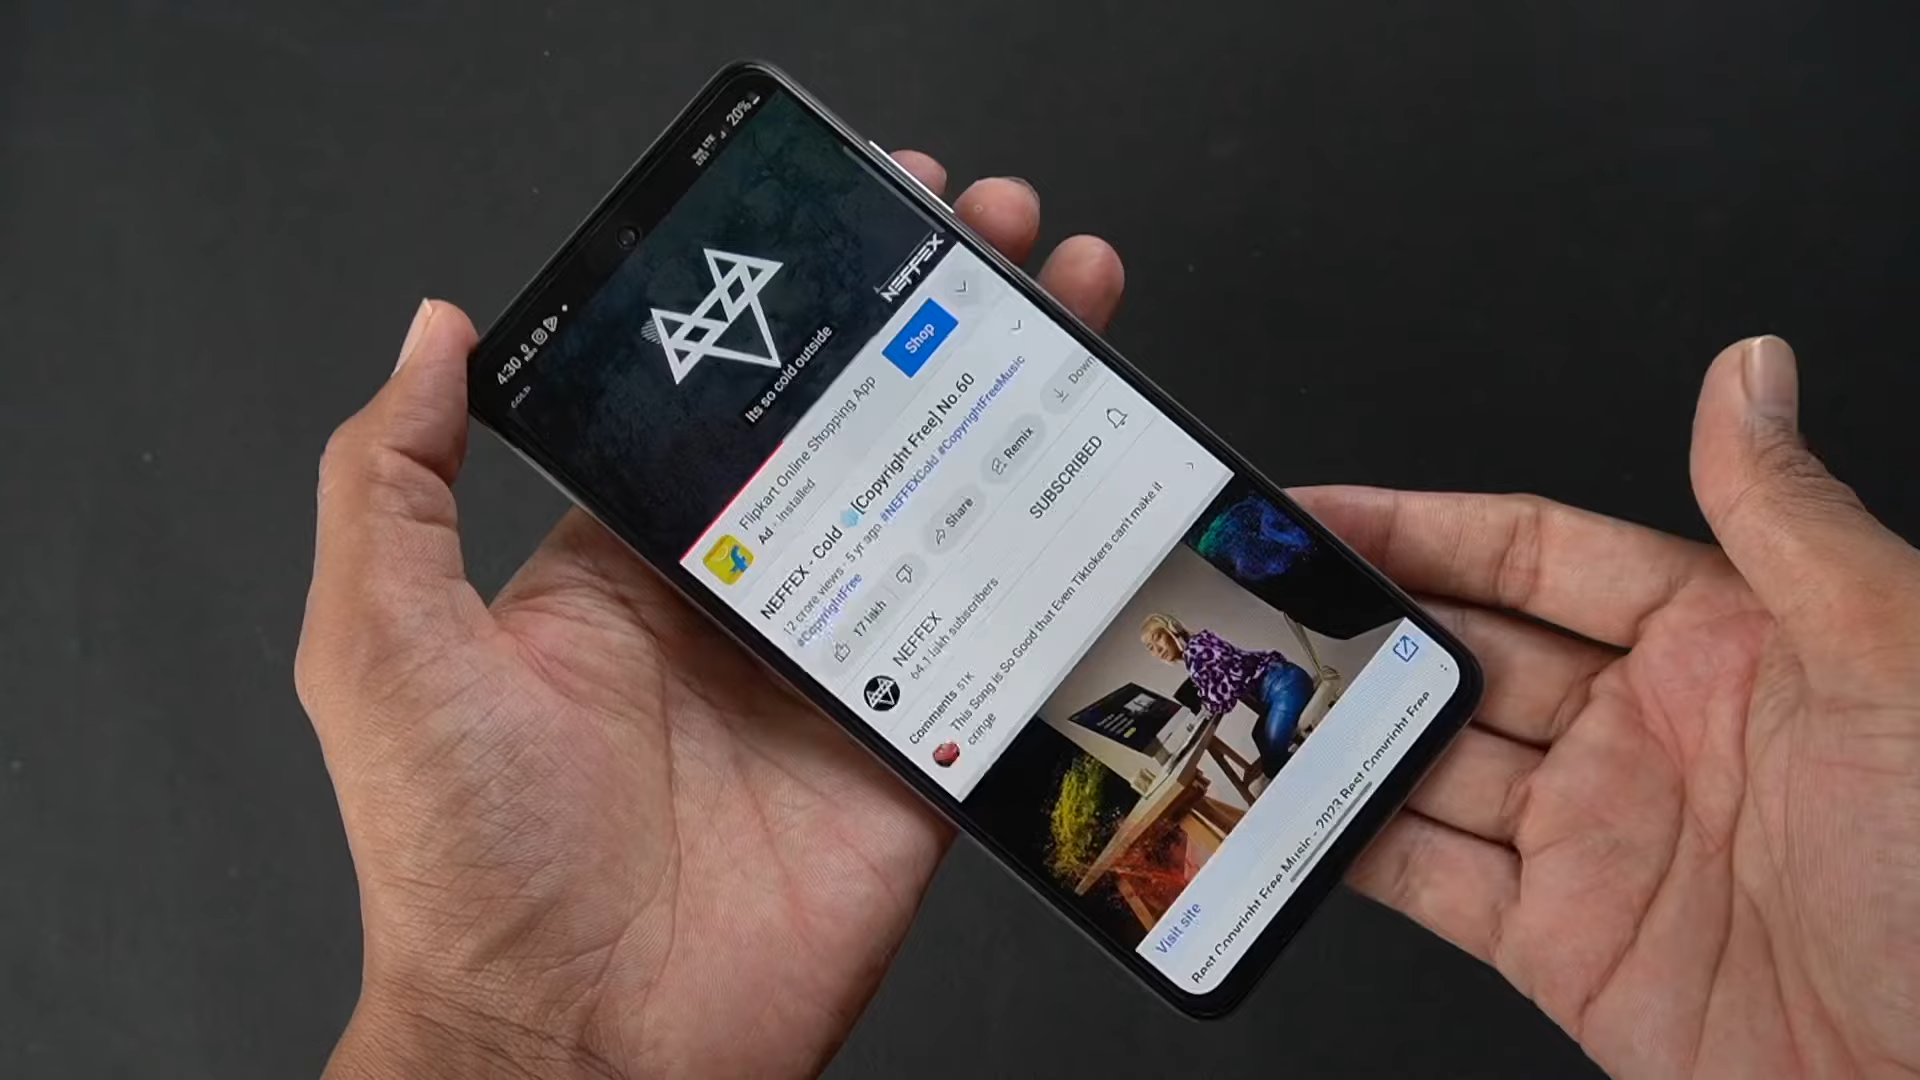 4:30
20%
COLD
NEFFEX
Its so cold outside
Flipkart Online Shopping App
Ad · Installed
Shop
NEFFEX - Cold [Copyright Free] No.60
12 crore views · 5 yr ago #NEFFEXCold #CopyrightFreeMusic
#CopyrightFree
17 lakh
Share
Remix
Down
NEFFEX
64.1 lakh subscribers
SUBSCRIBED
Comments 51K
This Song is So Good that Even Tiktokers can't make it
cringe
Visit site
Best Copyright Free Music - 2023 Best Copyright Free